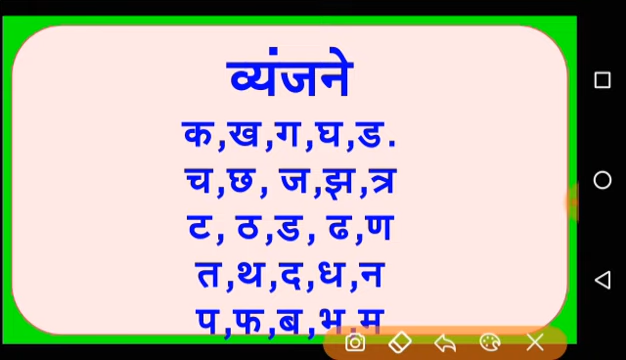 व्यंजने
क,ख,ग,घ,ड.
च,छ, ज,झ,त्र
ट, ठ,ड, ढ,ण
त,थ,द,ध,न
प,फ,ब,भ.म